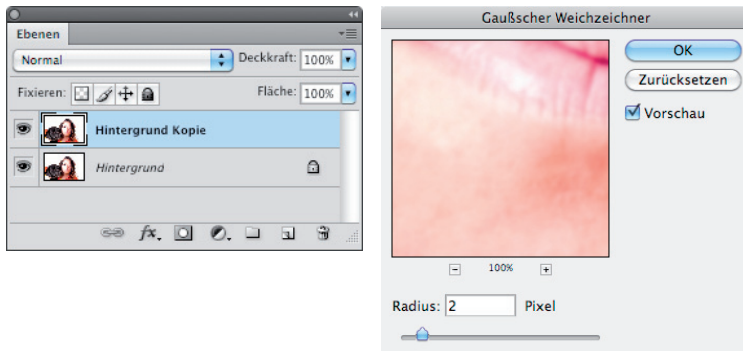 Ebenen
Normal
Deckkraft: 100%
Fixieren:
Fläche: 100%
Hintergrund Kopie
Hintergrund
fx.
Gaußscher Weichzeichner
OK
Zurücksetzen
Vorschau
100%
Radius: 2 Pixel